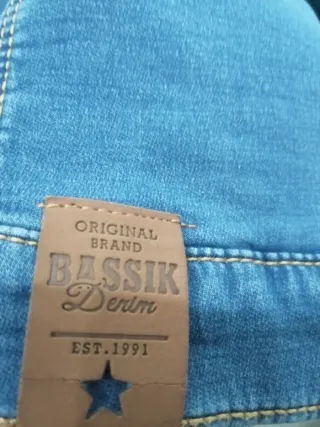 ORIGINAL
BRAND
BASSIK
Denim
EST.1991